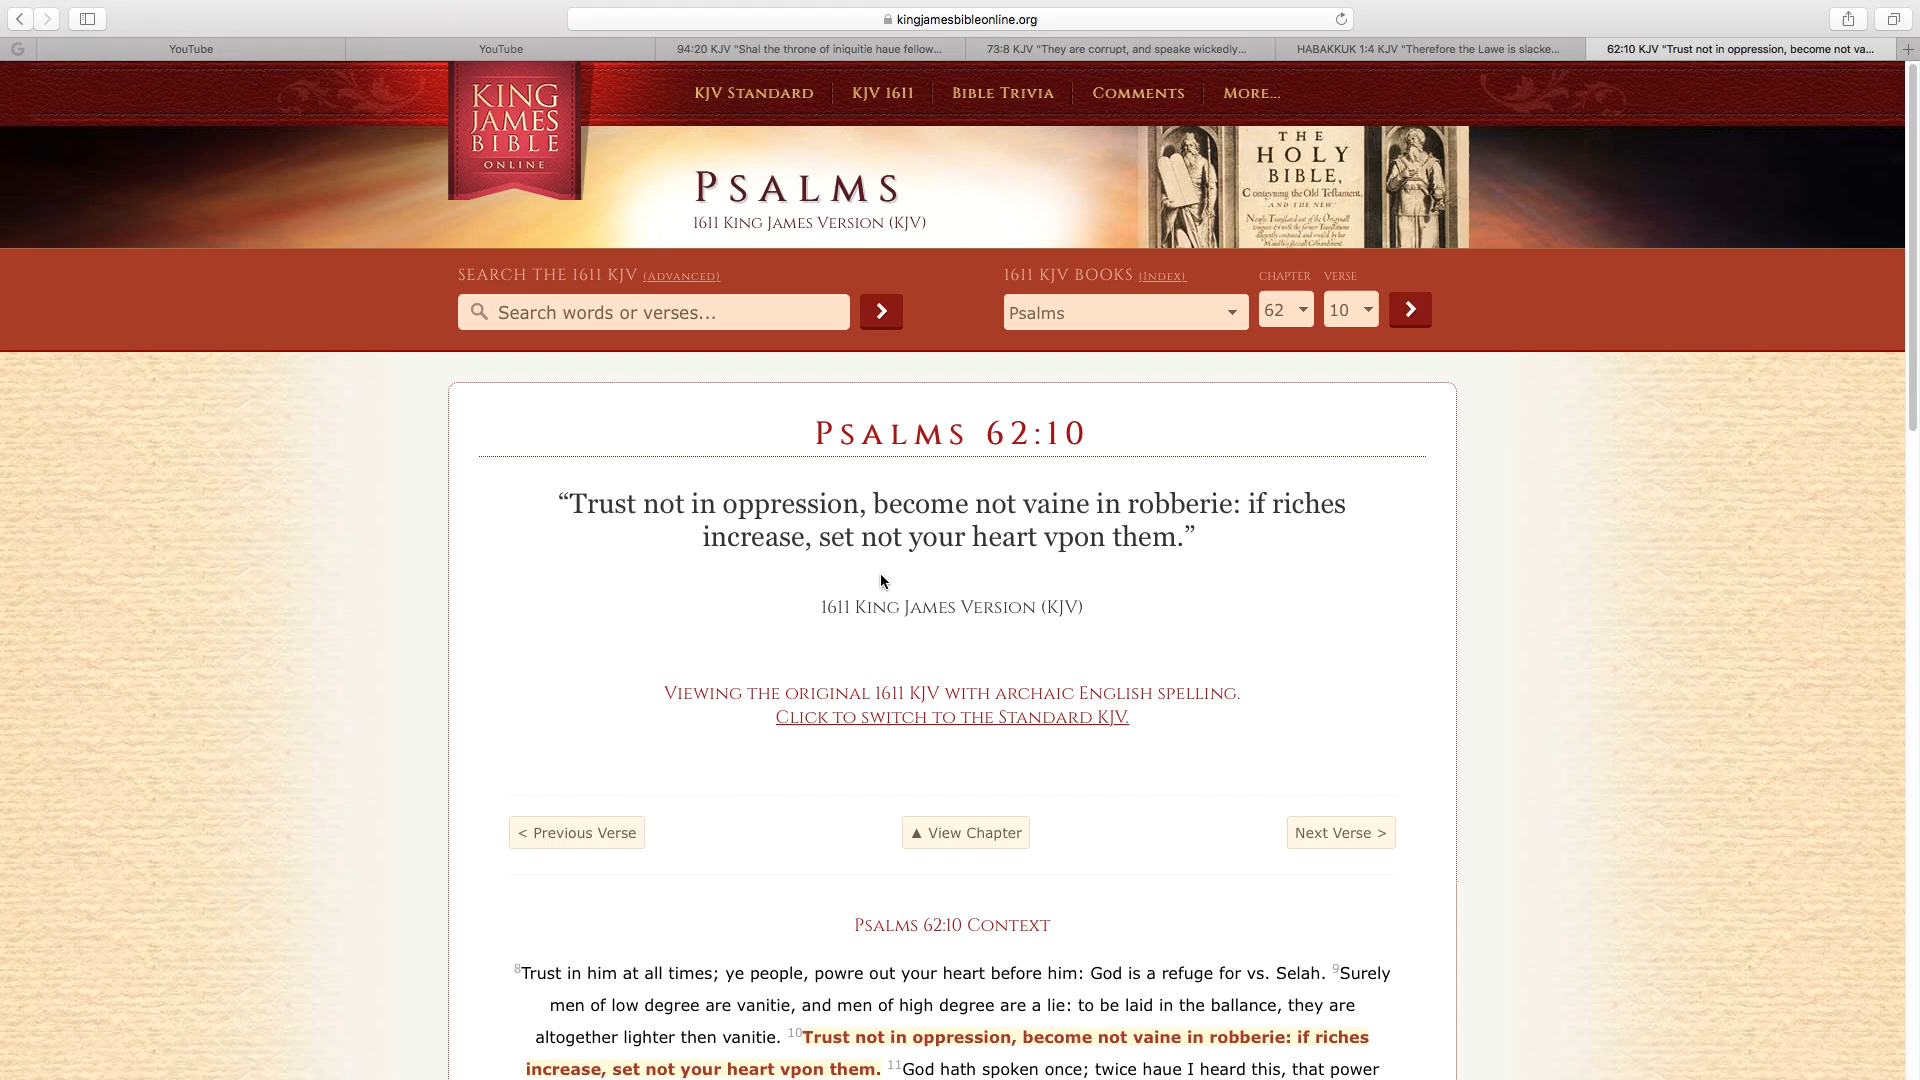 kingjamesbibleonline.org
YouTube
YouTube
94:20 KJV "Shal the throne of iniquitie haue fellow...
73:8 KJV "They are corrupt, and speake wickedly...
HABAKKUK 1:4 KJV "Therefore the Lawe is slacke...
62:10 KJV "Trust not in oppression, become not va...
KING
JAMES
BIBLE
ONLINE
KJV Standard
KJV 1611
Bible Trivia
Comments
More...
Psalms
1611 King James Version (KJV)
THE
HOLY
BIBLE,
Conteyning the Old Testament,
AND THE NEW:
SEARCH THE 1611 KJV (Advanced)
Search words or verses...
1611 KJV BOOKS (Index)
CHAPTER
VERSE
Psalms
62
10
Psalms 62:10
“Trust not in oppression, become not vaine in robberie: if riches
increase, set not your heart vpon them.”
1611 King James Version (KJV)
Viewing the original 1611 KJV with archaic English spelling.
Click to switch to the Standard KJV.
< Previous Verse
▲ View Chapter
Next Verse >
Psalms 62:10 Context
8Trust in him at all times; ye people, powre out your heart before him: God is a refuge for vs. Selah. 9Surely
men of low degree are vanitie, and men of high degree are a lie: to be laid in the ballance, they are
altogether lighter then vanitie. 10Trust not in oppression, become not vaine in robberie: if riches
increase, set not your heart vpon them. 11God hath spoken once; twice haue I heard this, that power